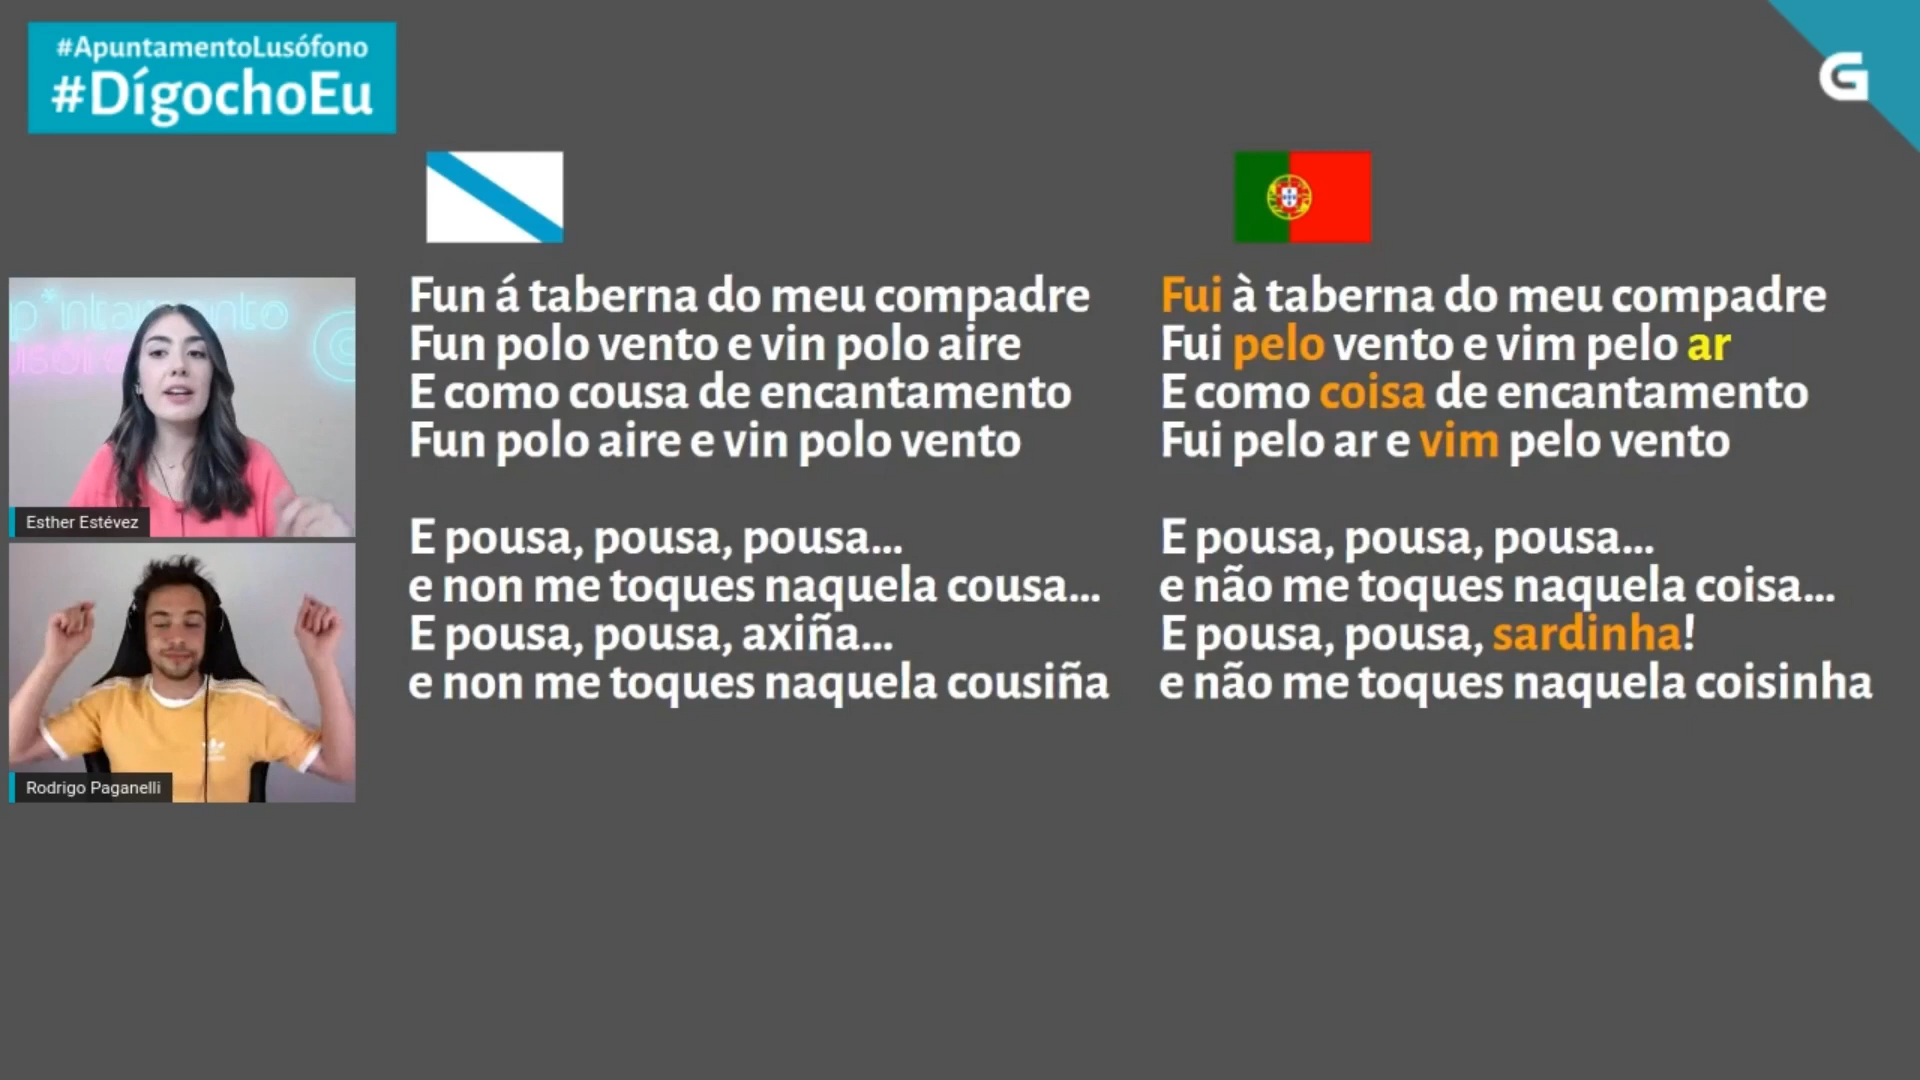 #ApuntamentoLusófono
#DígochoEu
G
Fun á taberna do meu compadre
Fun polo vento e vin polo aire
E como cousa de encantamento
Fun polo aire e vin polo vento
E pousa, pousa, pousa...
e non me toques naquela cousa...
E pousa, pousa, axiña...
e non me toques naquela cousiña
Fui à taberna do meu compadre
Fui pelo vento e vim pelo ar
E como coisa de encantamento
Fui pelo ar e vim pelo vento
E pousa, pousa, pousa...
e não me toques naquela coisa...
E pousa, pousa, sardinha!
e não me toques naquela coisinha
Esther Estévez
Rodrigo Paganelli